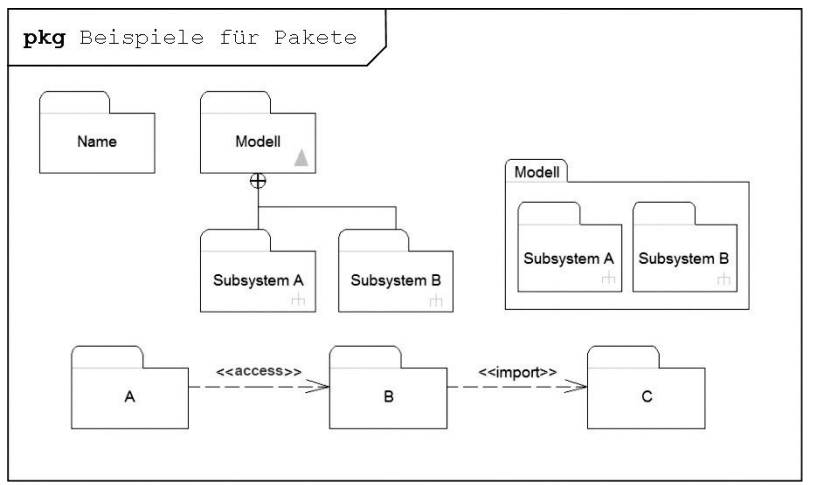 pkg Beispiele für Pakete
Name
Modell
Subsystem A
Subsystem B
Modell
Subsystem A
Subsystem B
A
<<access>>
B
<<import>>
C